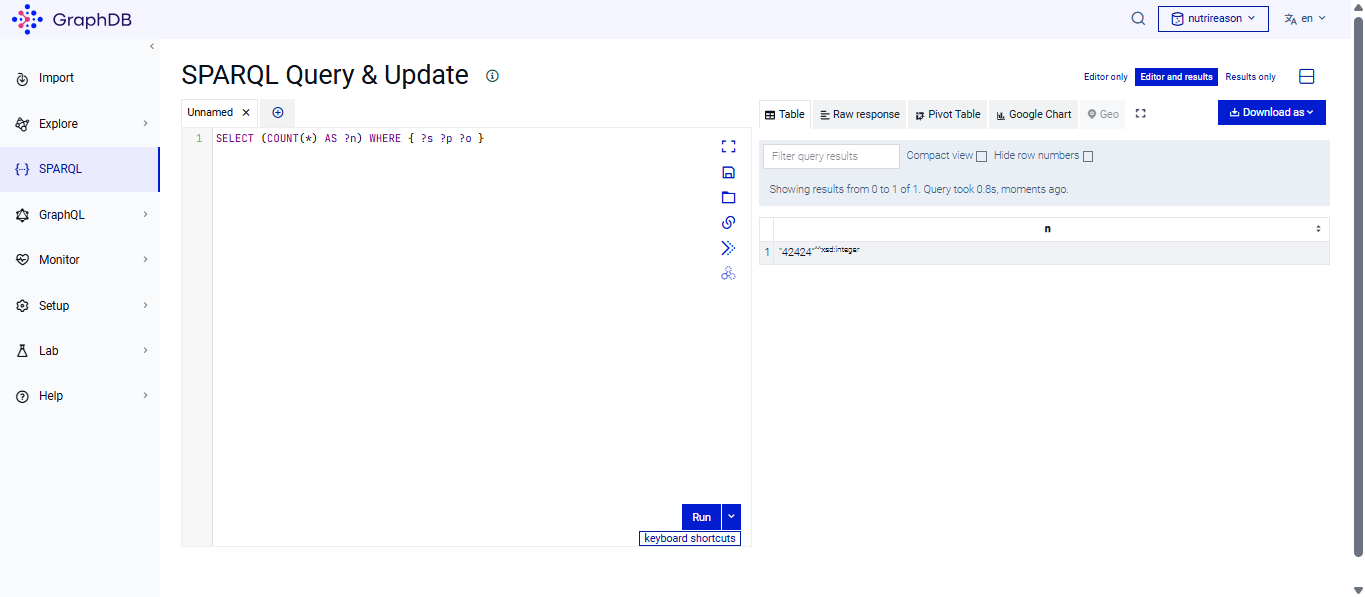 GraphDB
nutrireason
en
Import
Explore
SPARQL
GraphQL
Monitor
Setup
Lab
Help
SPARQL Query & Update
Editor only
Editor and results
Results only
Unnamed
1 SELECT (COUNT(*) AS ?n) WHERE { ?s ?p ?o }
Run
keyboard shortcuts
Table
Raw response
Pivot Table
Google Chart
Geo
Download as
Filter query results
Compact view
Hide row numbers
Showing results from 0 to 1 of 1. Query took 0.8s, moments ago.
n
1 "42424"^^xsd:integer